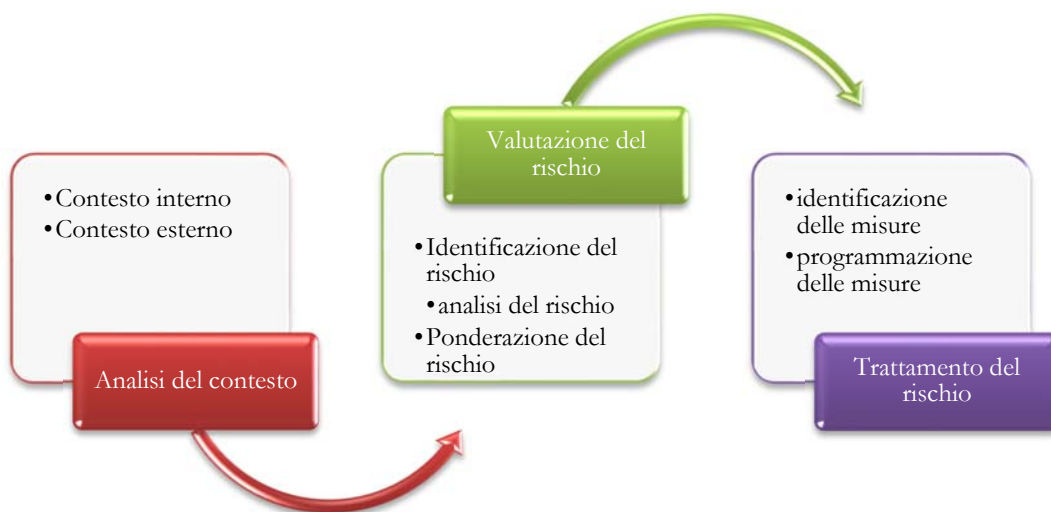 •Contesto interno
•Contesto esterno
Analisi del contesto
Valutazione del
rischio
•Identificazione del
rischio
•analisi del rischio
•Ponderazione del
rischio
•identificazione
delle misure
•programmazione
delle misure
Trattamento del
rischio